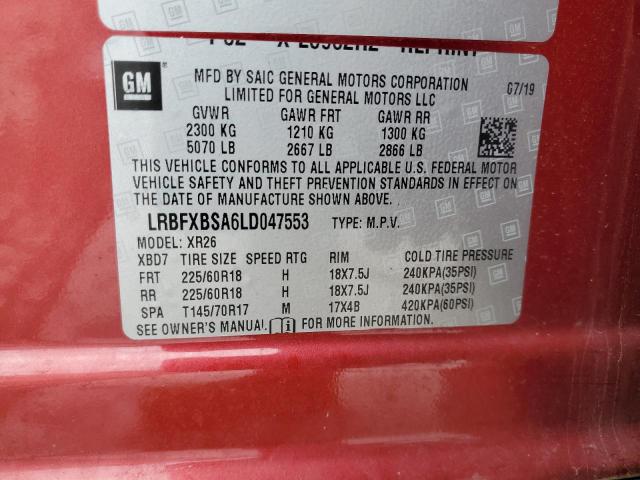 GM
MFD BY SAIC GENERAL MOTORS CORPORATION
LIMITED FOR GENERAL MOTORS LLC
07/19
GVWR GAWR FRT GAWR RR
2300 KG 1210 KG 1300 KG
5070 LB 2667 LB 2866 LB
THIS VEHICLE CONFORMS TO ALL APPLICABLE U.S. FEDERAL MOTOR
VEHICLE SAFETY AND THEFT PREVENTION STANDARDS IN EFFECT ON
THE DATE OF MANUFACTURE SHOWN ABOVE.
LRBFXBSA6LD047553 TYPE: M.P.V.
MODEL: XR26
XBD7 TIRE SIZE SPEED RTG RIM COLD TIRE PRESSURE
FRT 225/60R18 H 18X7.5J 240KPA(35PSI)
RR 225/60R18 H 18X7.5J 240KPA(35PSI)
SPA T145/70R17 M 17X4B 420KPA(60PSI)
SEE OWNER'S MANUAL FOR MORE INFORMATION.